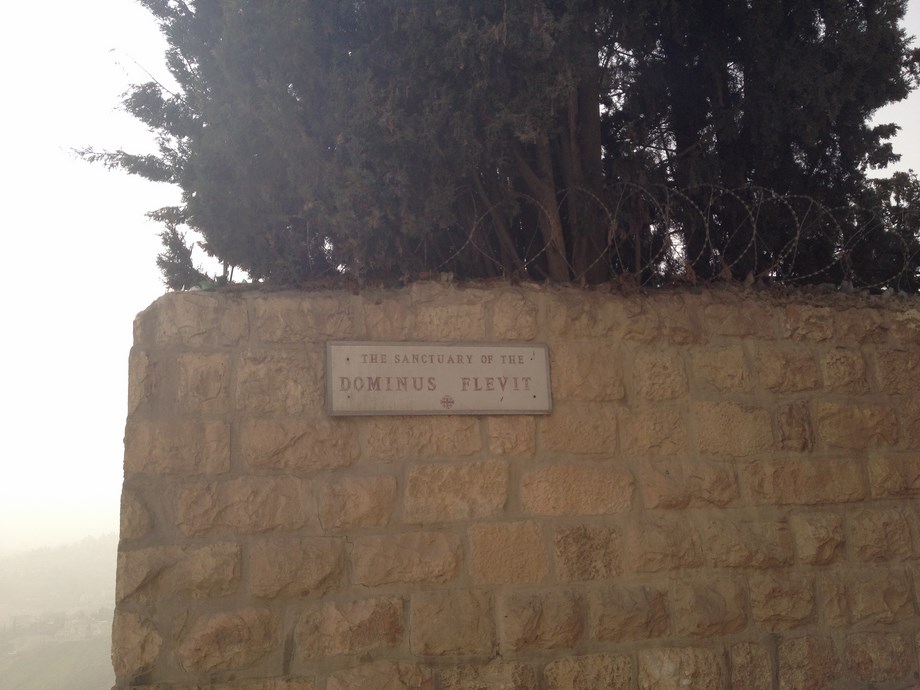 THE SANCTUARY OF THE
DOMINUS FLEVIT